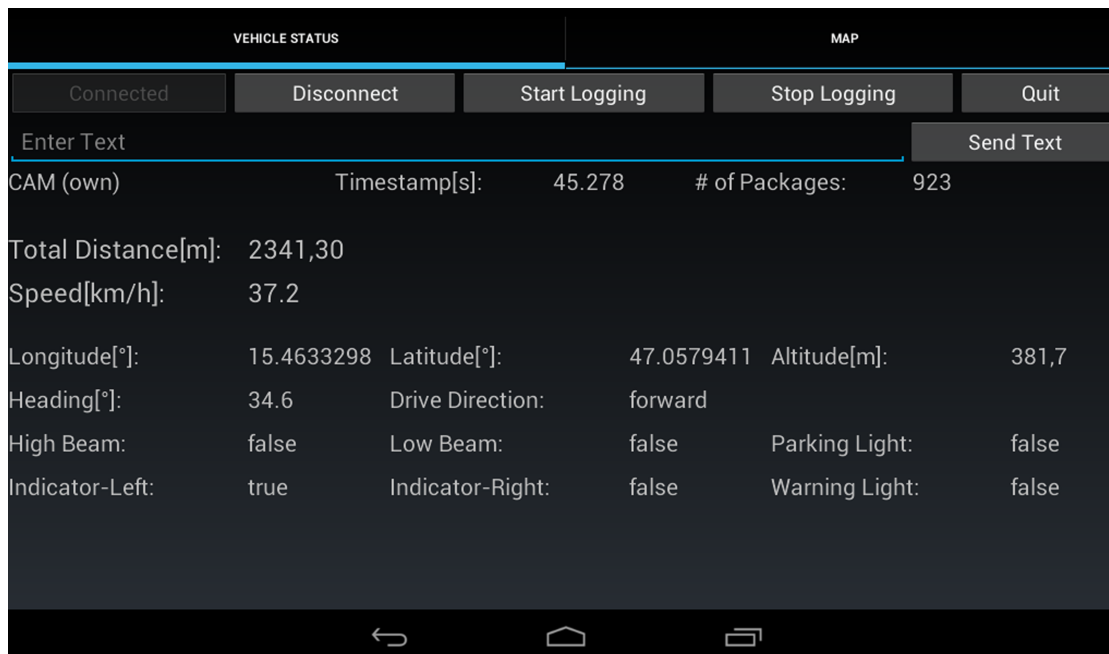 VEHICLE STATUS MAP
Connected Disconnect Start Logging Stop Logging Quit
Enter Text Send Text
CAM (own) Timestamp[s]: 45.278 # of Packages: 923
Total Distance[m]: 2341,30
Speed[km/h]: 37.2
Longitude[°]: 15.4633298 Latitude[°]: 47.0579411 Altitude[m]: 381,7
Heading[°]: 34.6 Drive Direction: forward
High Beam: false Low Beam: false Parking Light: false
Indicator-Left: true Indicator-Right: false Warning Light: false